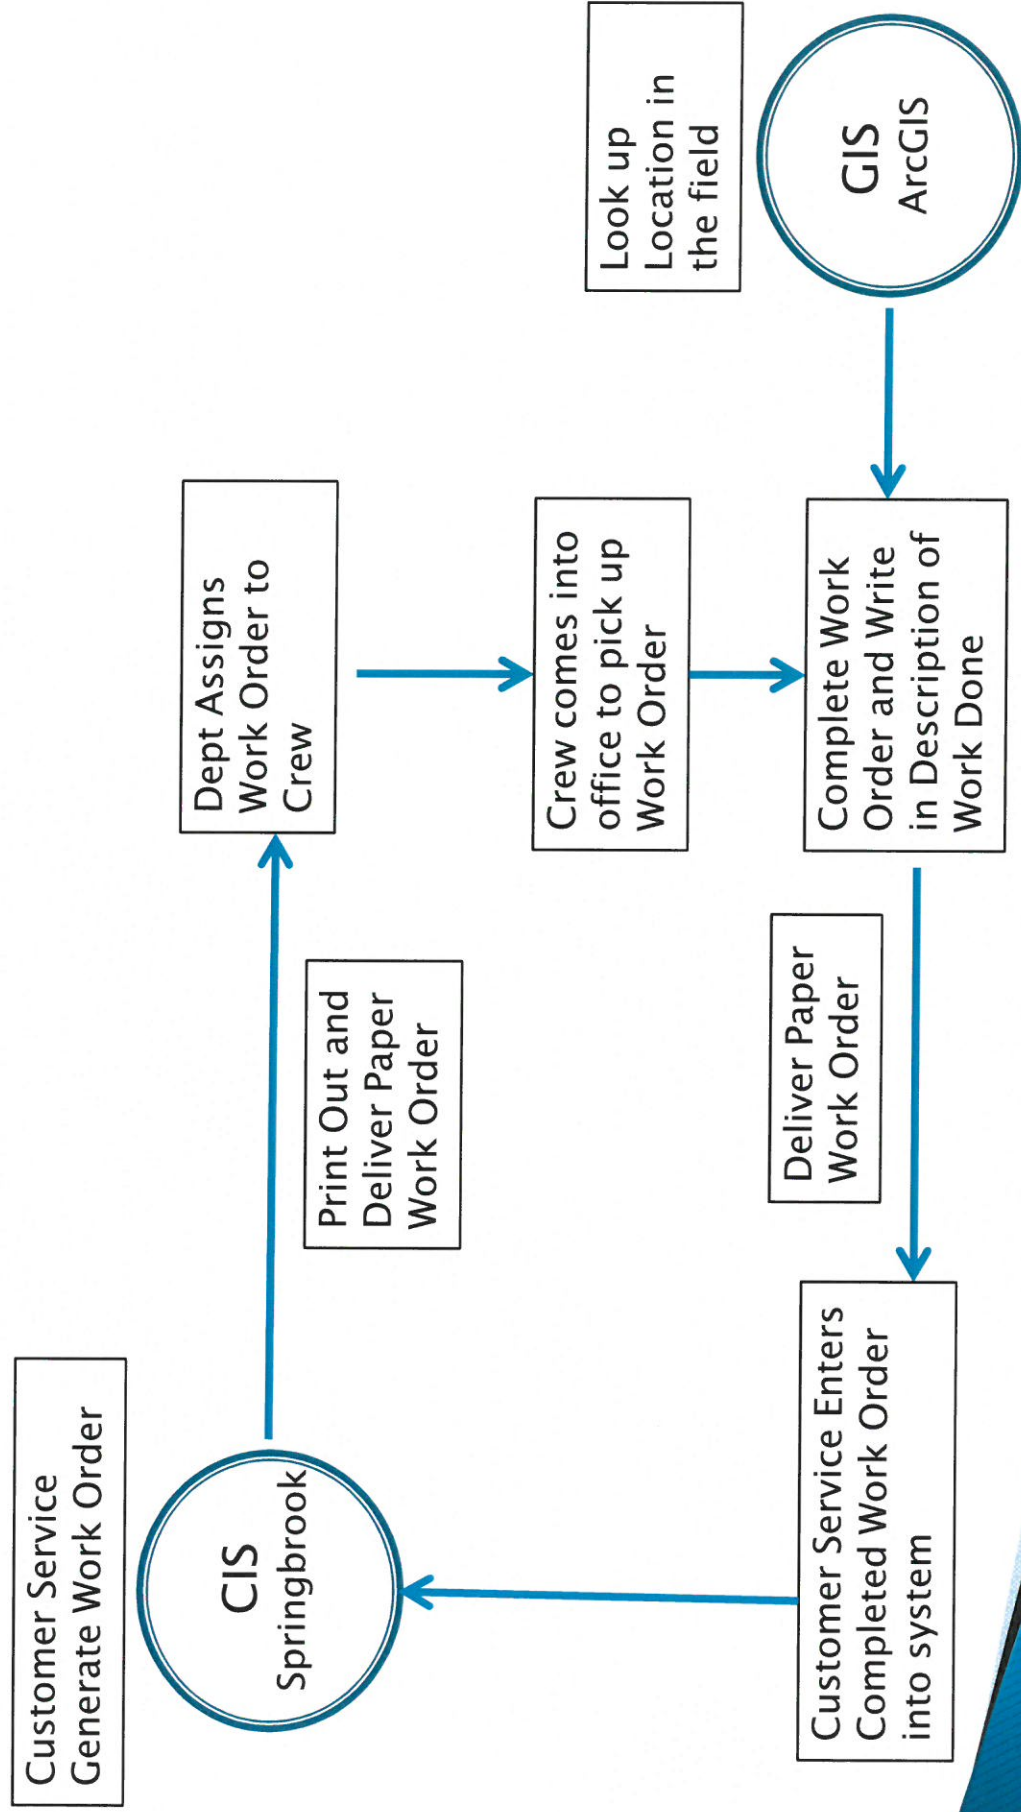 Customer Service
Generate Work Order
CIS
Springbrook
Print Out and
Deliver Paper
Work Order
Dept Assigns
Work Order to
Crew
Crew comes into
office to pick up
Work Order
Look up
Location in
the field
GIS
ArcGIS
Complete Work
Order and Write
in Description of
Work Done
Deliver Paper
Work Order
Customer Service Enters
Completed Work Order
into system